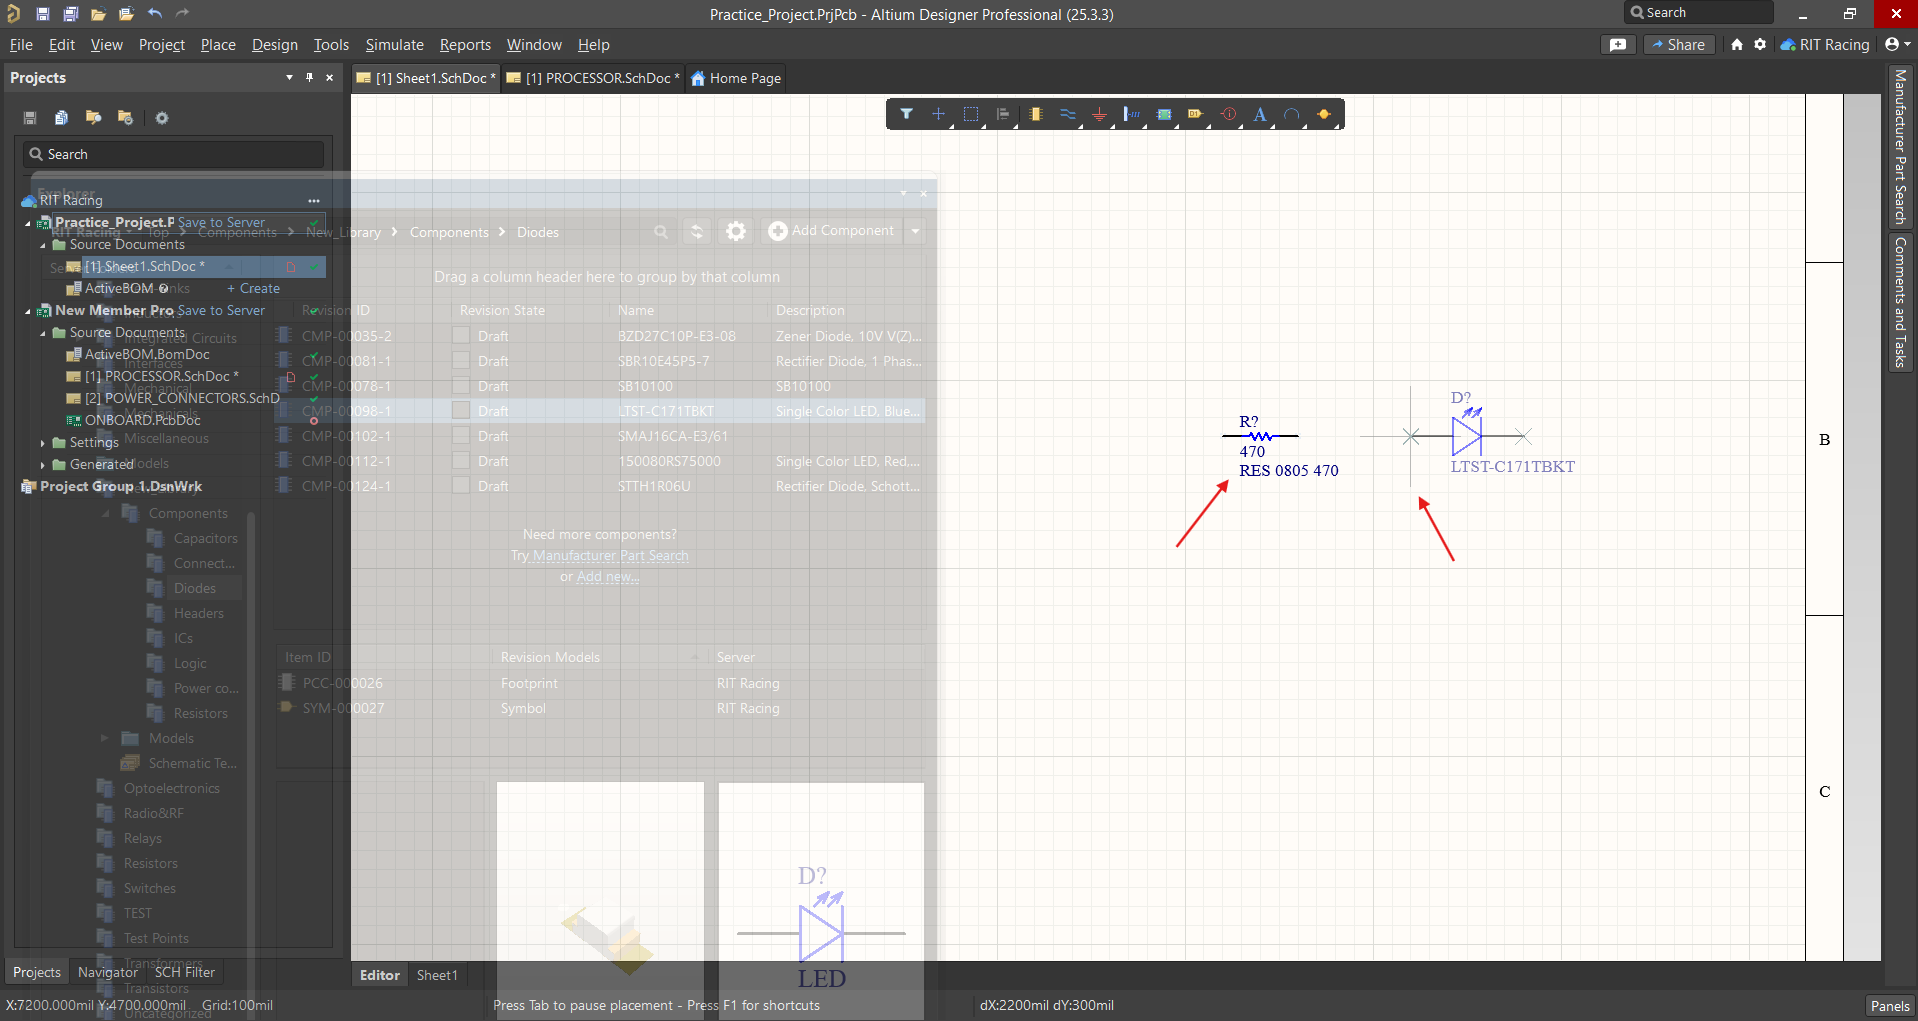 Practice_Project.PrjPcb - Altium Designer Professional (25.3.3)
Search
File Edit View Project Place Design Tools Simulate Reports Window Help
Share
RIT Racing
Projects
[1] Sheet1.SchDoc *
[1] PROCESSOR.SchDoc *
Home Page
Search
Explorer
RIT Racing
Practice_Project.P Save to Server
RIT Racing Top > Components > New_Library > Components > Diodes
Add Component
Source Documents
[1] Sheet1.SchDoc *
ActiveBOM
+ Create
New Member Pro Save to Server
Source Documents
ActiveBOM.BomDoc
[1] PROCESSOR.SchDoc *
[2] POWER_CONNECTORS.SchD
ONBOARD.PcbDoc
Settings
Generated
Project Group 1.DsnWrk
Integrated Circuits
Interfaces
Mechanical
Mechanicals
Miscellaneous
Models
Components
Capacitors
Connect...
Diodes
Headers
ICs
Logic
Power co...
Resistors
Models
Schematic Te...
Optoelectronics
Radio&RF
Relays
Resistors
Switches
TEST
Test Points
Transformers
Transistors
Uncategorized
Drag a column header here to group by that column
Revision ID Revision State Name Description
CMP-00035-2 Draft BZD27C10P-E3-08 Zener Diode, 10V V(Z)...
CMP-00081-1 Draft SBR10E45P5-7 Rectifier Diode, 1 Phas...
CMP-00078-1 Draft SB10100 SB10100
CMP-00098-1 Draft LTST-C171TBKT Single Color LED, Blue...
CMP-00102-1 Draft SMAJ16CA-E3/61
CMP-00112-1 Draft 150080RS75000 Single Color LED, Red,...
CMP-00124-1 Draft STTH1R06U Rectifier Diode, Schott...
Need more components?
Try Manufacturer Part Search
or Add new...
Item ID Revision Models Server
PCC-000026 Footprint RIT Racing
SYM-000027 Symbol RIT Racing
D?
LED
R?
470
RES 0805 470
D?
LTST-C171TBKT
B
C
Manufacturer Part Search
Comments and Tasks
Projects Navigator SCH Filter
Editor Sheet1
X:7200.000mil Y:4700.000mil Grid:100mil
Press Tab to pause placement - Press F1 for shortcuts
dX:2200mil dY:300mil
Panels